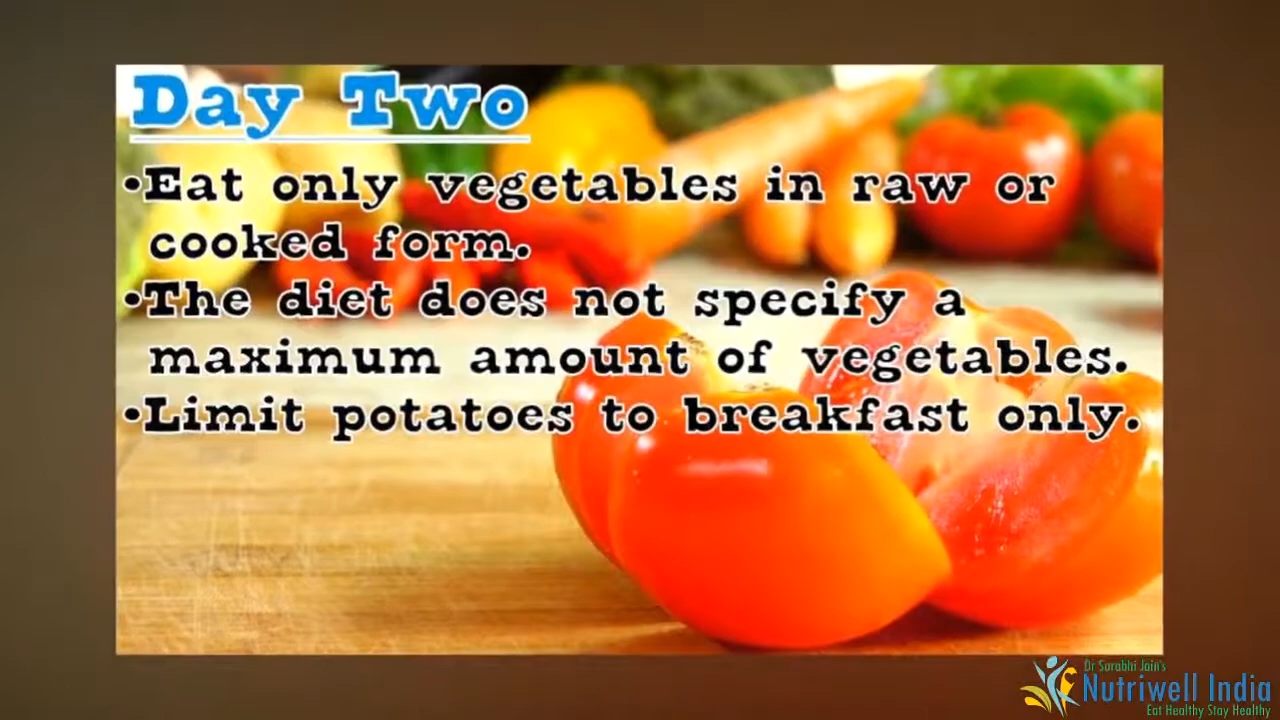 Day Two
•Eat only vegetables in raw or
cooked form.
•The diet does not specify a
maximum amount of vegetables.
•Limit potatoes to breakfast only.
Dr Surabhi Jain's
Nutriwell India
Eat Healthy Stay Healthy